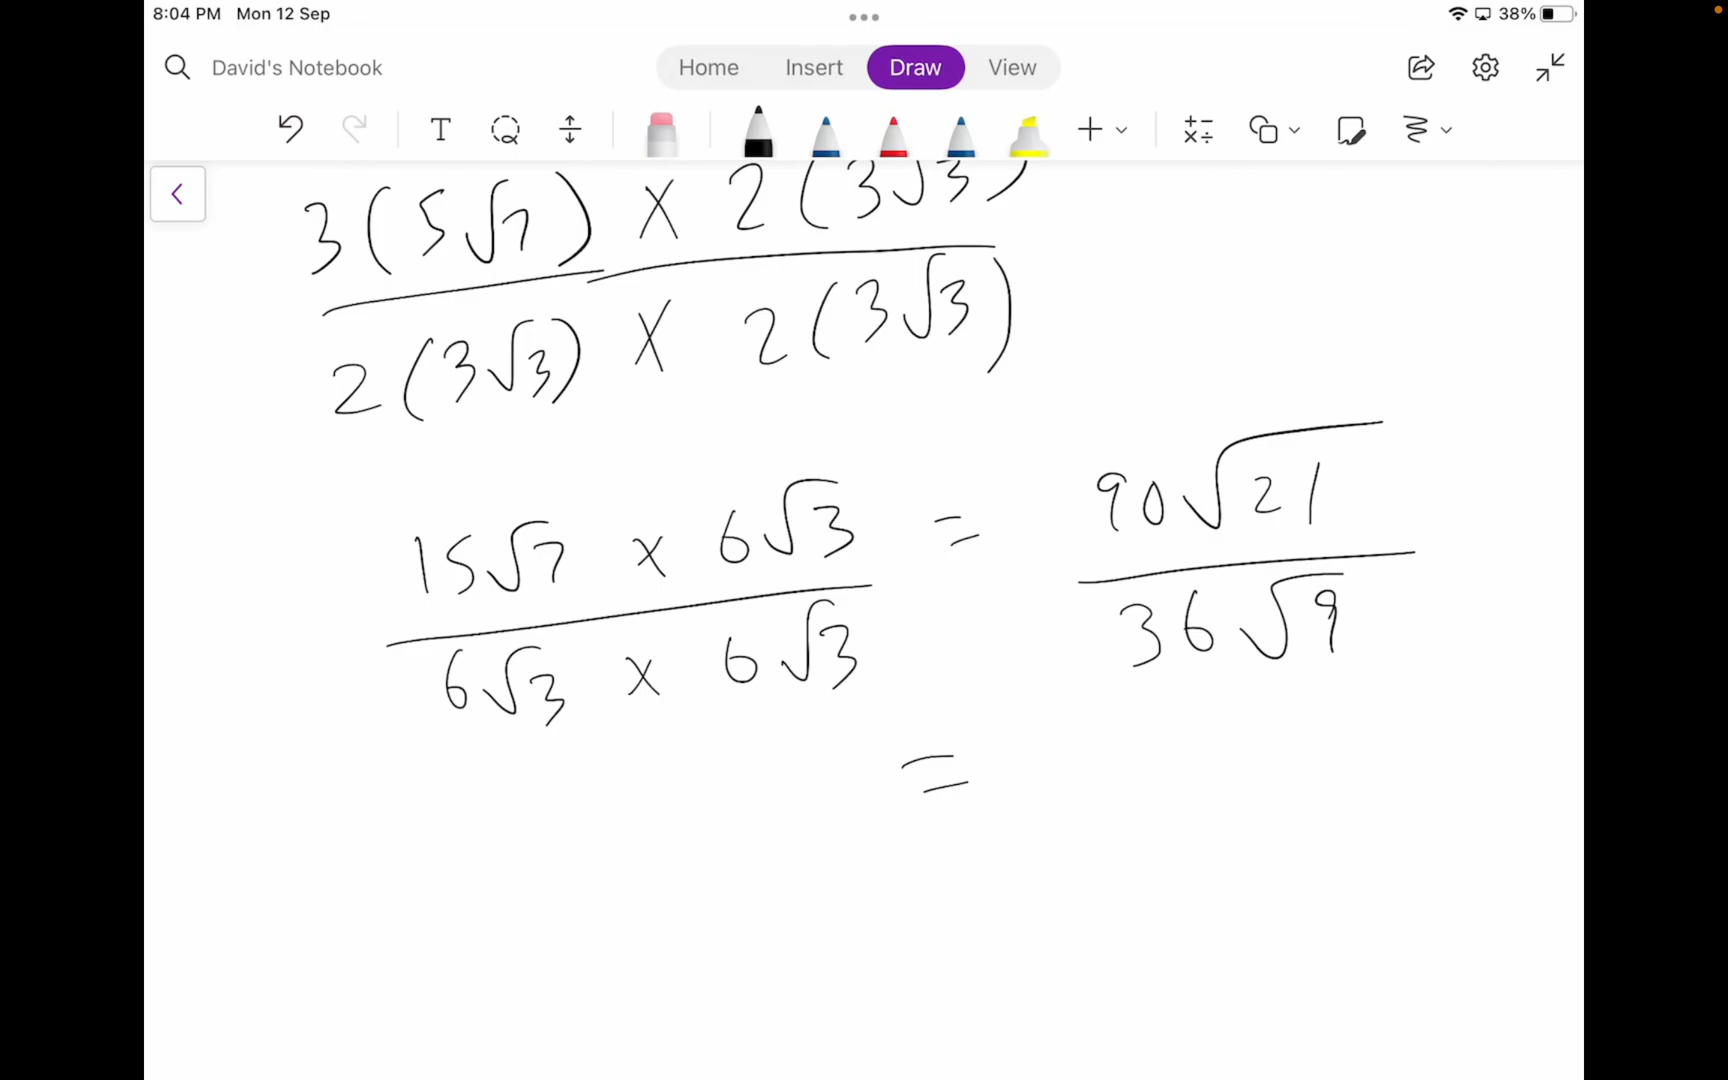 8:04 PM Mon 12 Sep 38%
David's Notebook Home Insert Draw View
T
3(5√7) × 2(3√3)
2(3√3) × 2(3√3)
15√7 × 6√3 = 90√21
6√3 × 6√3 36√9
=